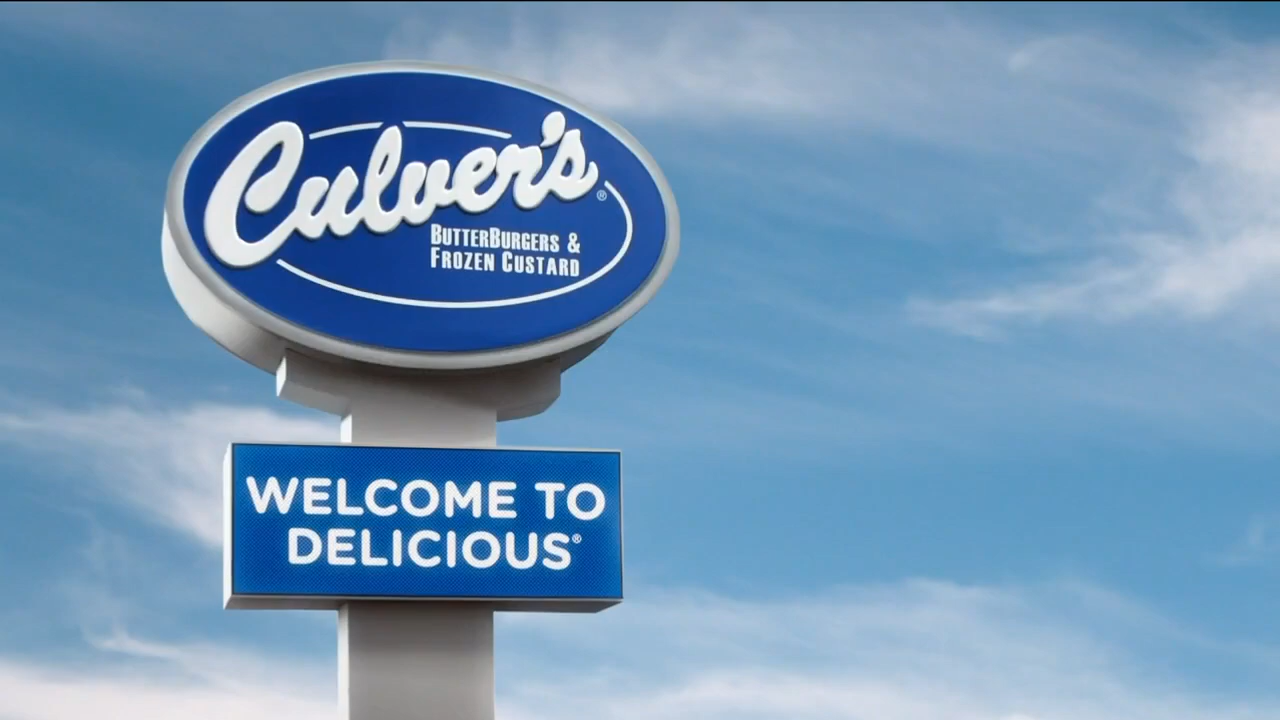 Culver's®
ButterBurgers &
Frozen Custard
WELCOME TO
DELICIOUS®